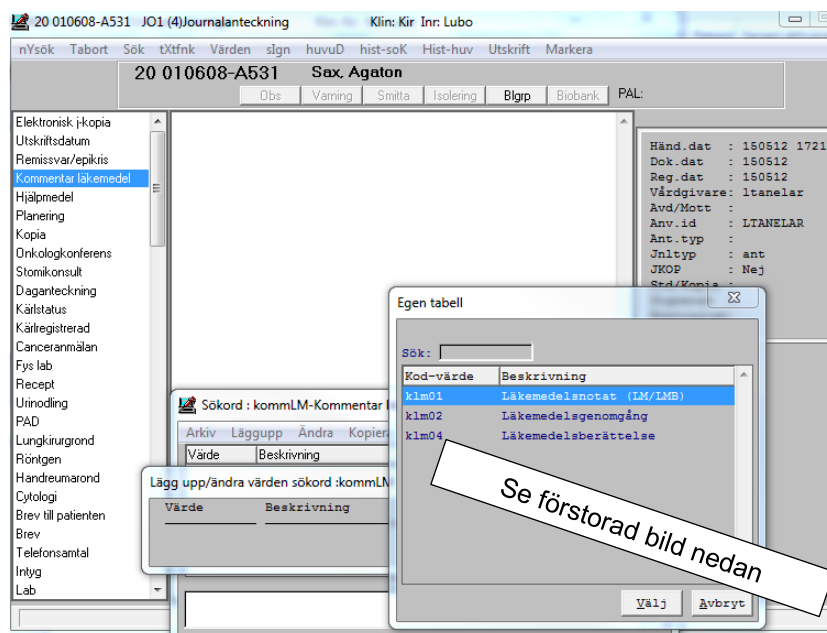 20 010608-A531 JO1 (4)Journalanteckning Klin: Kir Inr: Lubo
nYsök Tabort Sök tXtfnk Värden sIgn huvuD hist-soK Hist-huv Utskrift Markera
20 010608-A531 Sax, Agaton
Obs Varning Smitta Isolering Blgrp Biobank PAL:
Elektronisk j-kopia
Utskriftsdatum
Remissvar/epikris
Kommentar läkemedel
Hjälpmedel
Planering
Kopia
Onkologkonferens
Stomikonsult
Daganteckning
Kärlstatus
Kärlregistrerad
Canceranmälan
Fys lab
Recept
Urinodling
PAD
Lungkirurgrond
Röntgen
Handreumarond
Cytologi
Brev till patienten
Brev
Telefonsamtal
Intyg
Lab
Händ.dat : 150512 1721
Dok.dat : 150512
Reg.dat : 150512
Vårdgivare: ltanelar
Avd/Mott :
Anv.id : LTANELAR
Ant.typ :
Jnltyp : ant
JKOP : Nej
Std/Kopia :
Sökord : kommLM-Kommentar
Arkiv Läggupp Ändra Kopiera
Värde Beskrivning
Lägg upp/ändra värden sökord :kommLM
Värde Beskrivning
Egen tabell
Sök:
Kod-värde Beskrivning
klm01 Läkemedelsnotat (LM/LMB)
klm02 Läkemedelsgenomgång
klm04 Läkemedelsberättelse
Se förstorad bild nedan
Välj Avbryt